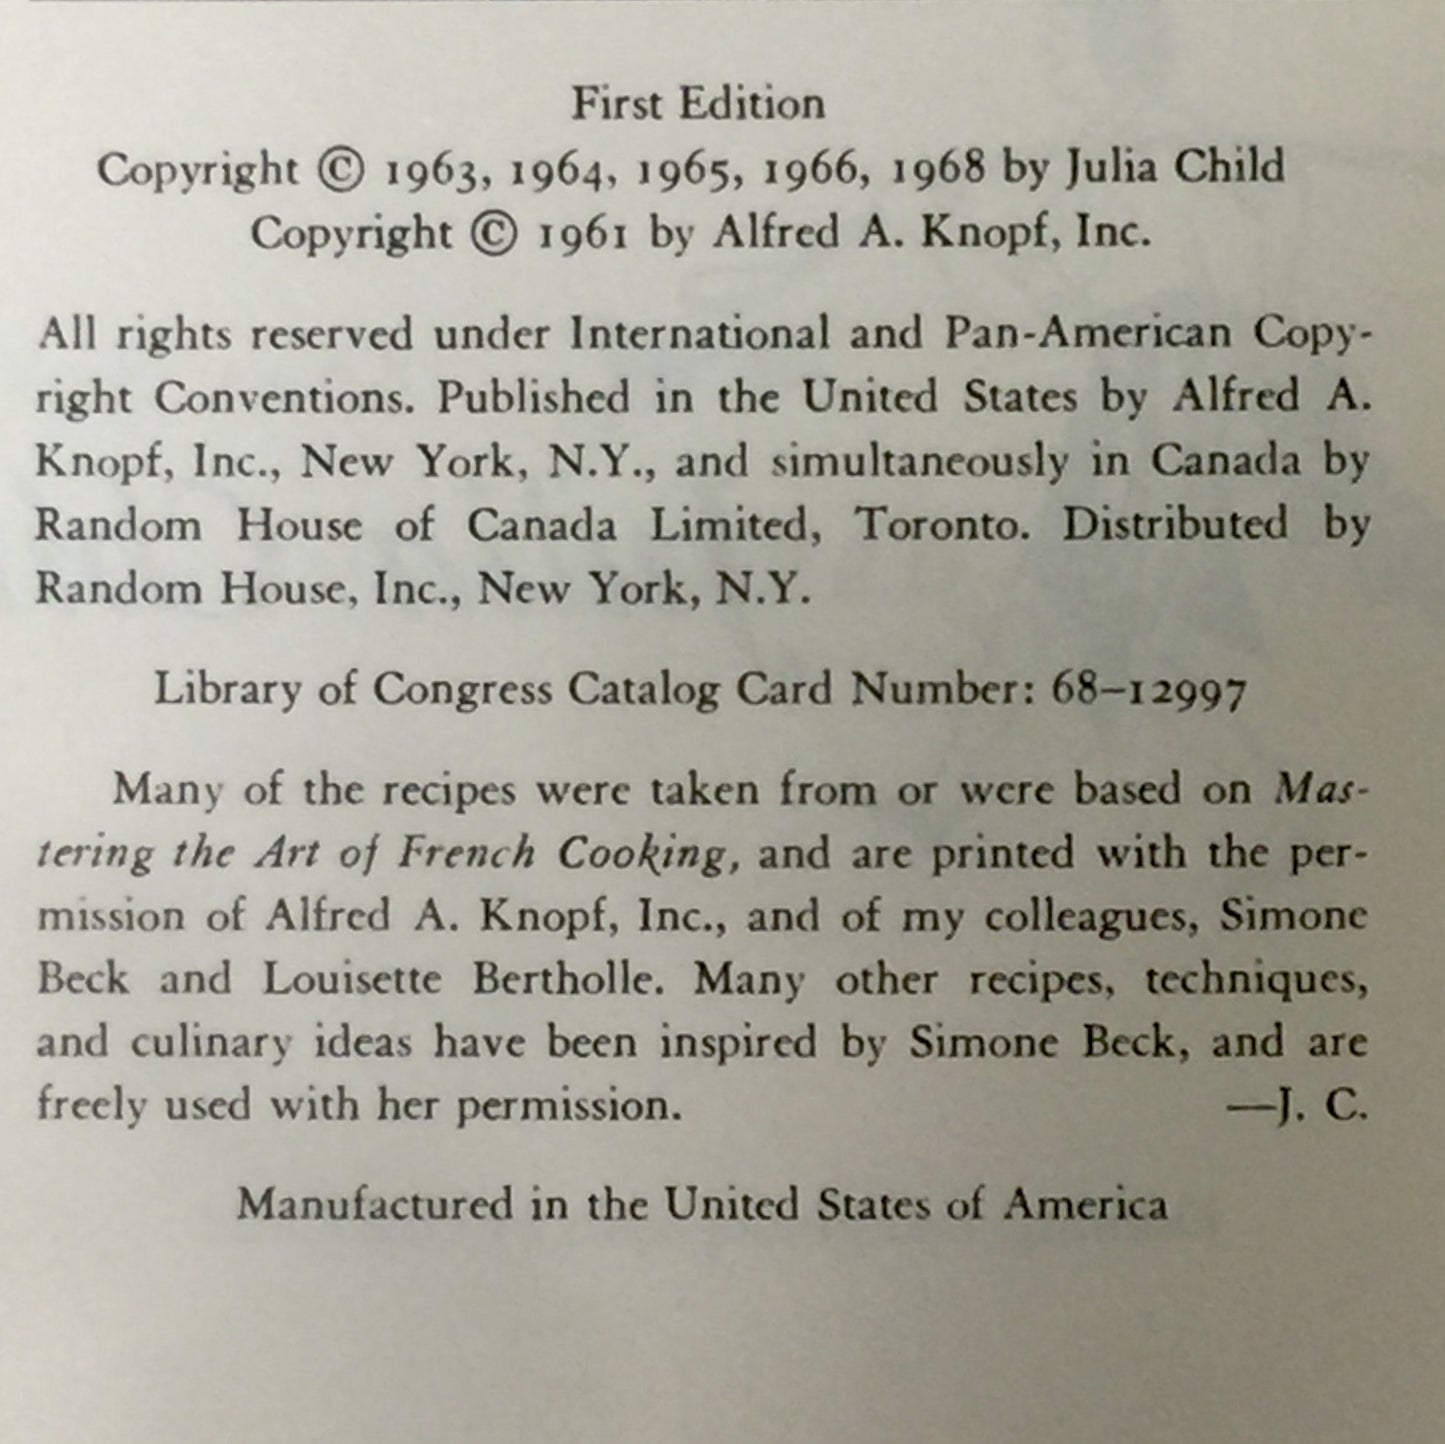 First Edition
Copyright © 1963, 1964, 1965, 1966, 1968 by Julia Child
Copyright © 1961 by Alfred A. Knopf, Inc.
All rights reserved under International and Pan-American Copy-
right Conventions. Published in the United States by Alfred A.
Knopf, Inc., New York, N.Y., and simultaneously in Canada by
Random House of Canada Limited, Toronto. Distributed by
Random House, Inc., New York, N.Y.
Library of Congress Catalog Card Number: 68–12997
Many of the recipes were taken from or were based on Mas-
tering the Art of French Cooking, and are printed with the per-
mission of Alfred A. Knopf, Inc., and of my colleagues, Simone
Beck and Louisette Bertholle. Many other recipes, techniques,
and culinary ideas have been inspired by Simone Beck, and are
freely used with her permission. —J. C.
Manufactured in the United States of America